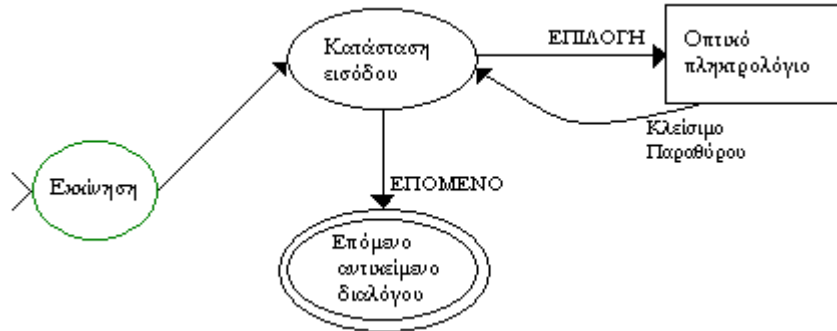 Κατάσταση
εισόδου
ΕΠΙΛΟΓΗ
Οπτικό
πληκτρολόγιο
Κλείσιμο
Παραθύρου
Εκκίνηση
ΕΠΟΜΕΝΟ
Επόμενο
αντικείμενο
διαλόγου